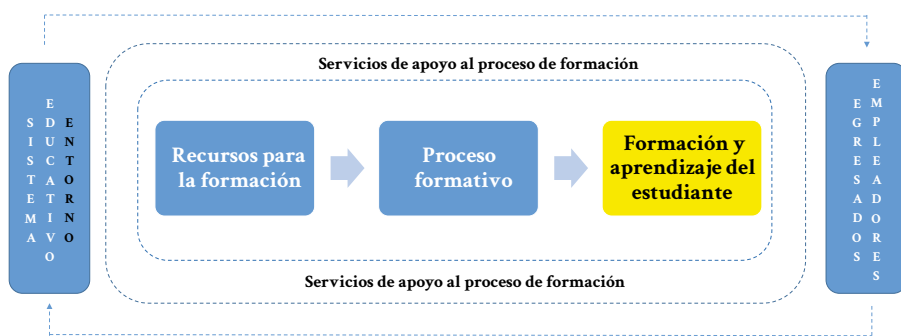 Servicios de apoyo al proceso de formación
SISTEMA
EDUCATIVO
ENTORNO
Recursos para
la formación
Proceso
formativo
Formación y
aprendizaje del
estudiante
EGRESADOS
EMPLEADORES
Servicios de apoyo al proceso de formación